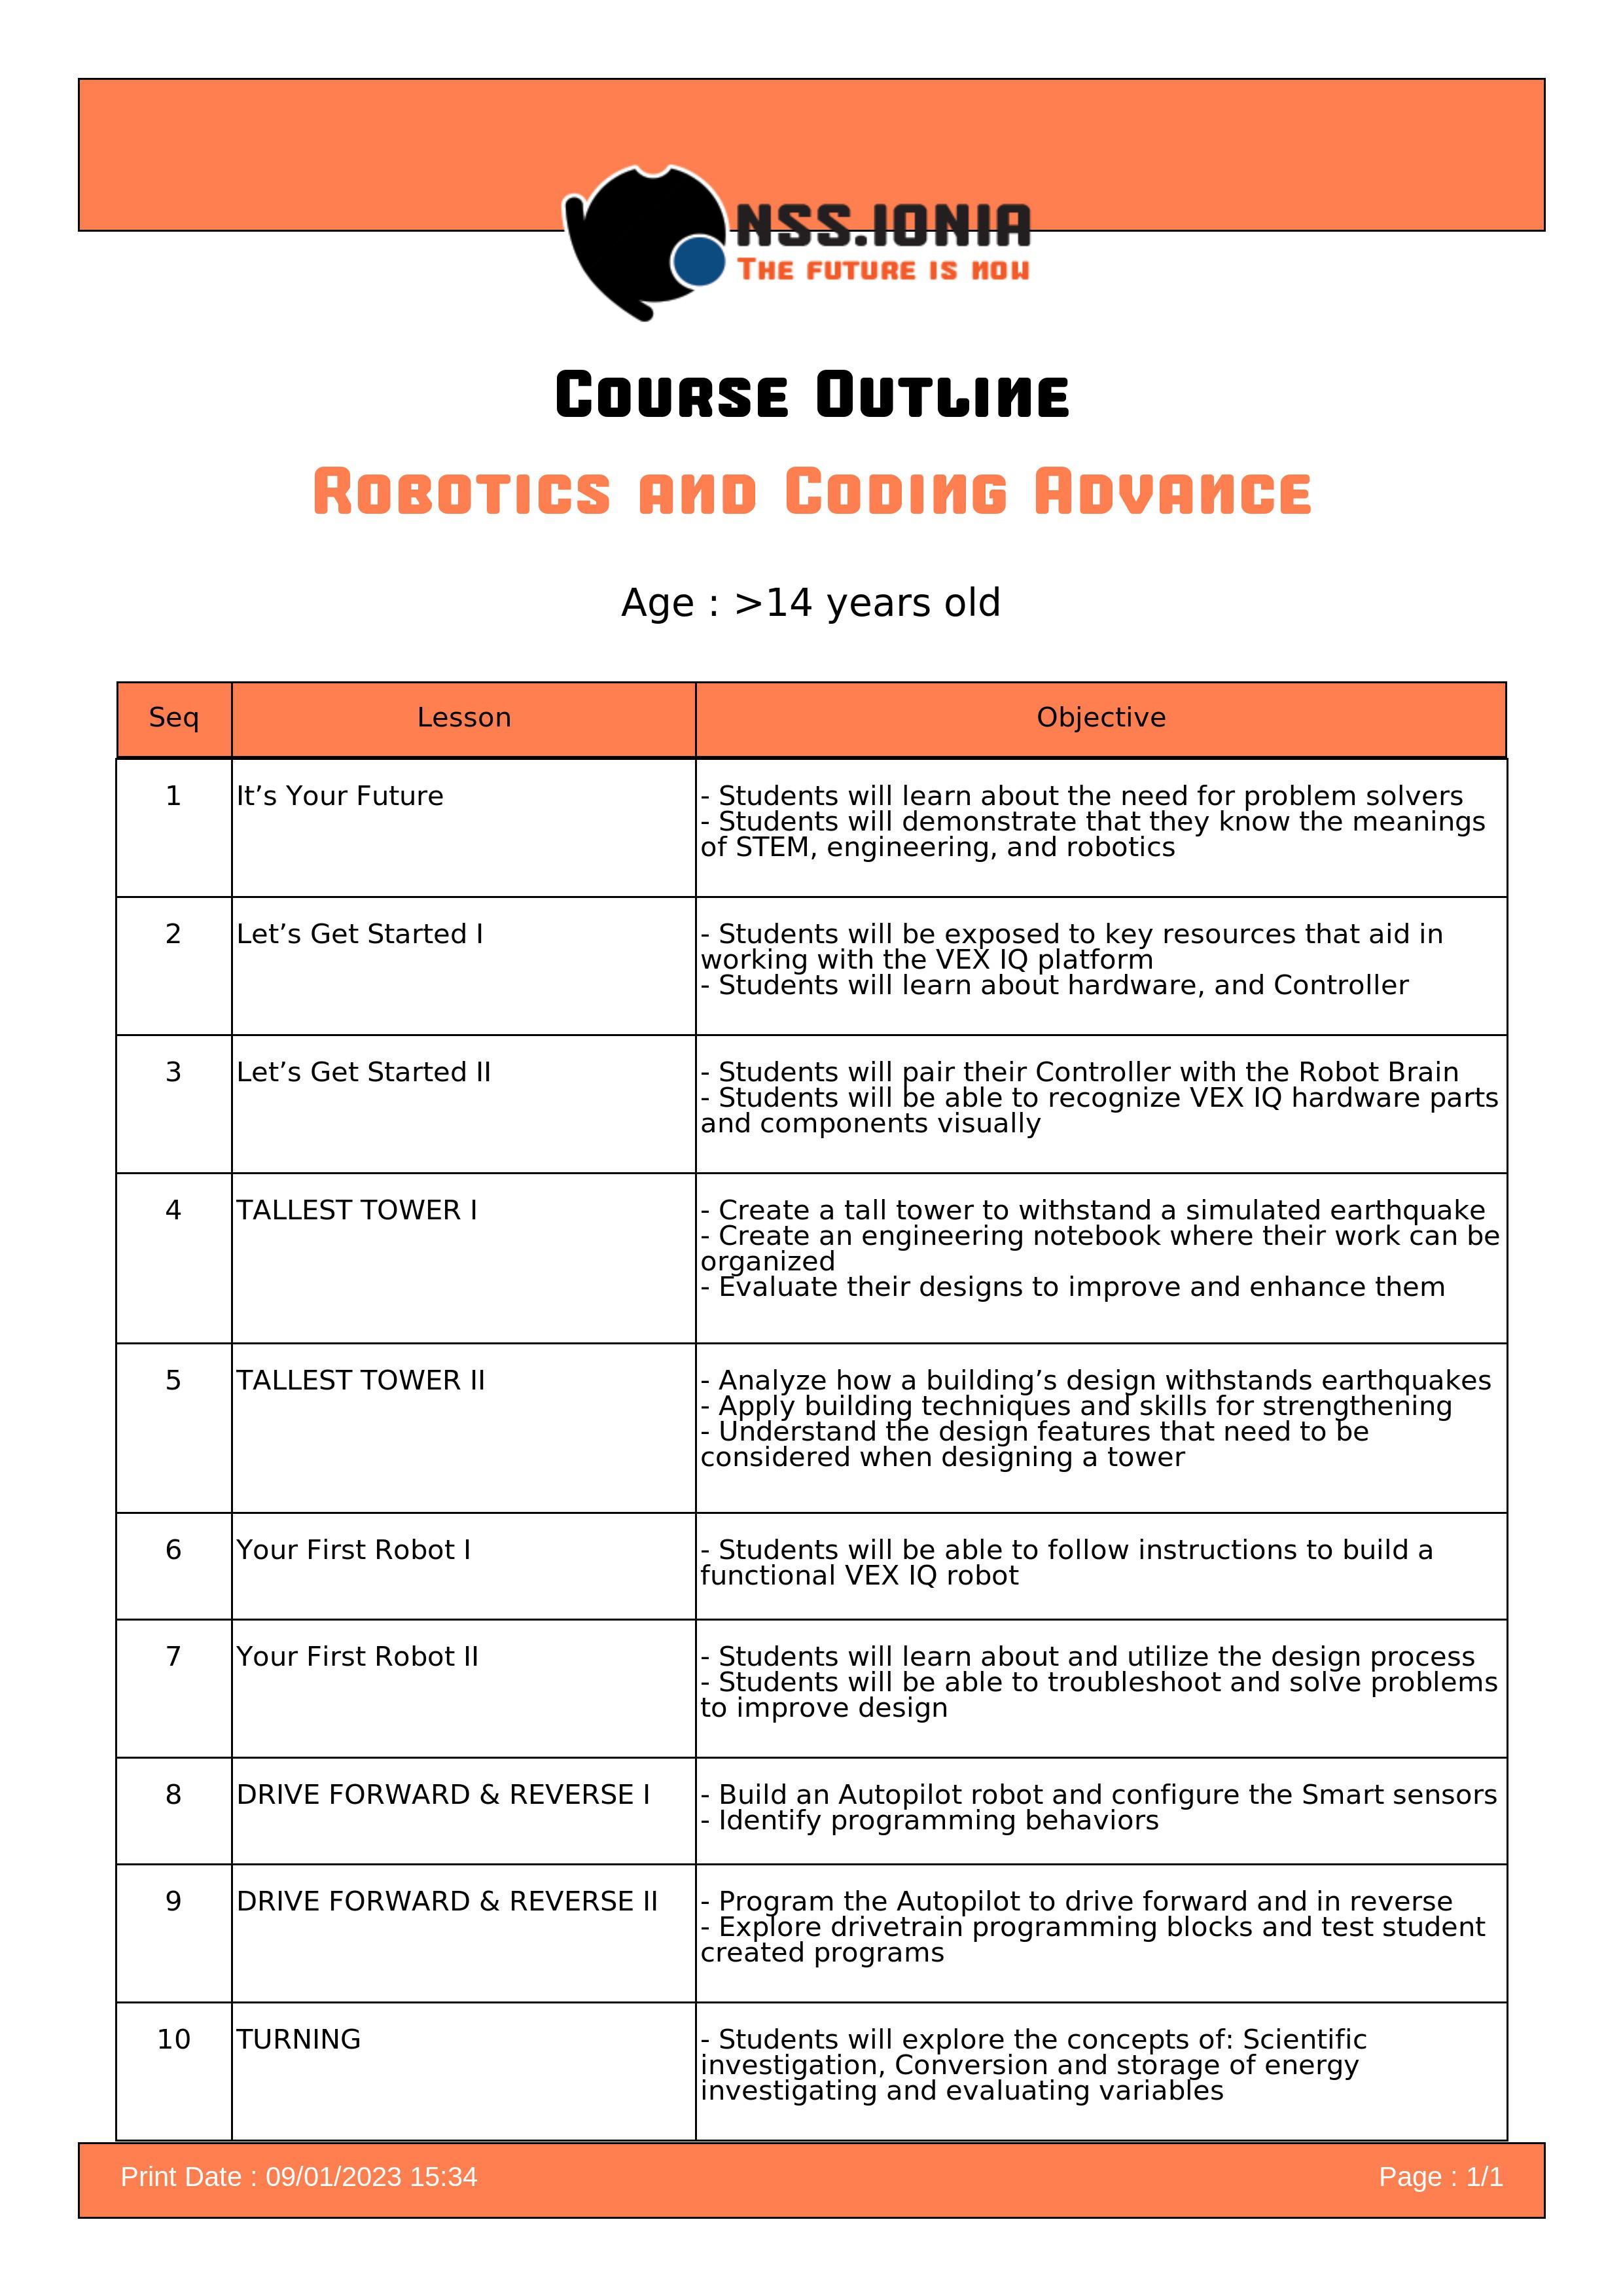 NSS.IONIA
The future is now
Course Outline
Robotics and Coding Advance
Age : >14 years old
Seq Lesson Objective
1 It’s Your Future - Students will learn about the need for problem solvers
- Students will demonstrate that they know the meanings
of STEM, engineering, and robotics
2 Let’s Get Started I - Students will be exposed to key resources that aid in
working with the VEX IQ platform
- Students will learn about hardware, and Controller
3 Let’s Get Started II - Students will pair their Controller with the Robot Brain
- Students will be able to recognize VEX IQ hardware parts
and components visually
4 TALLEST TOWER I - Create a tall tower to withstand a simulated earthquake
- Create an engineering notebook where their work can be
organized
- Evaluate their designs to improve and enhance them
5 TALLEST TOWER II - Analyze how a building’s design withstands earthquakes
- Apply building techniques and skills for strengthening
- Understand the design features that need to be
considered when designing a tower
6 Your First Robot I - Students will be able to follow instructions to build a
functional VEX IQ robot
7 Your First Robot II - Students will learn about and utilize the design process
- Students will be able to troubleshoot and solve problems
to improve design
8 DRIVE FORWARD & REVERSE I - Build an Autopilot robot and configure the Smart sensors
- Identify programming behaviors
9 DRIVE FORWARD & REVERSE II - Program the Autopilot to drive forward and in reverse
- Explore drivetrain programming blocks and test student
created programs
10 TURNING - Students will explore the concepts of: Scientific
investigation, Conversion and storage of energy
investigating and evaluating variables
Print Date : 09/01/2023 15:34 Page : 1/1